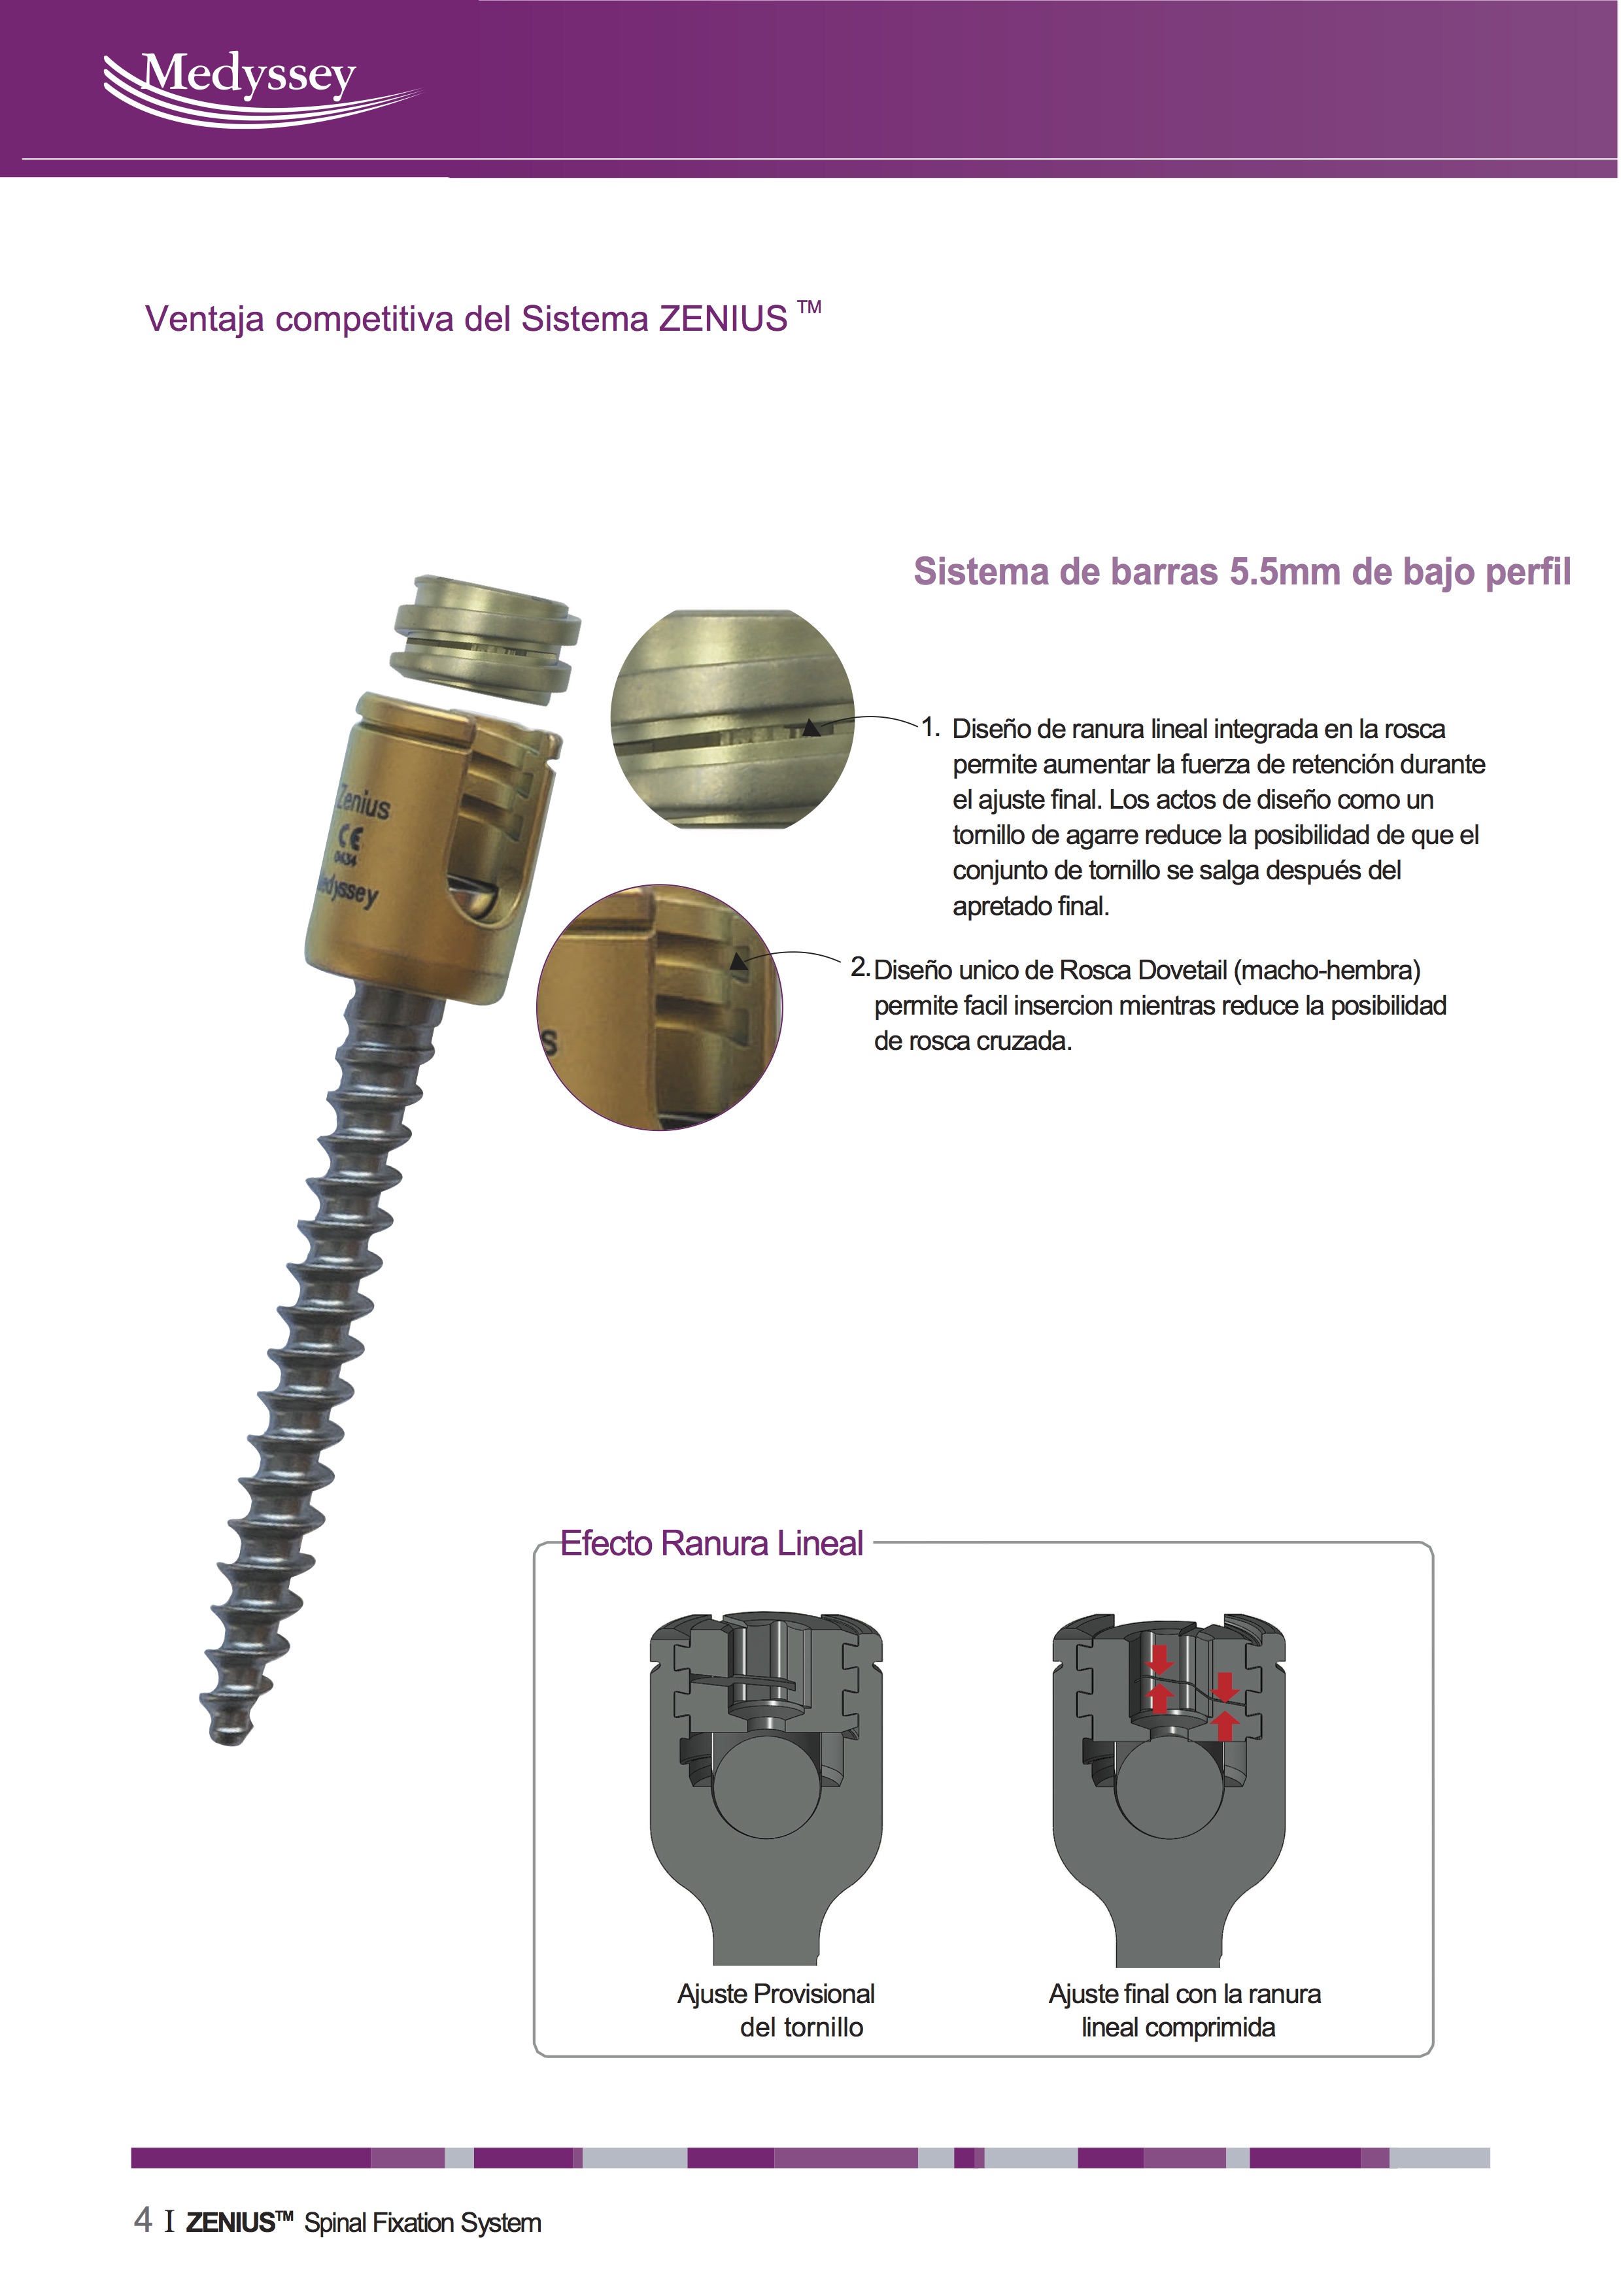 Medyssey
Ventaja competitiva del Sistema ZENIUS TM
Sistema de barras 5.5mm de bajo perfil
Zenius
CE
0434
edyssey
s
1. Diseño de ranura lineal integrada en la rosca
permite aumentar la fuerza de retención durante
el ajuste final. Los actos de diseño como un
tornillo de agarre reduce la posibilidad de que el
conjunto de tornillo se salga después del
apretado final.
2. Diseño unico de Rosca Dovetail (macho-hembra)
permite facil insercion mientras reduce la posibilidad
de rosca cruzada.
Efecto Ranura Lineal
Ajuste Provisional
del tornillo
Ajuste final con la ranura
lineal comprimida
4 I ZENIUS™ Spinal Fixation System